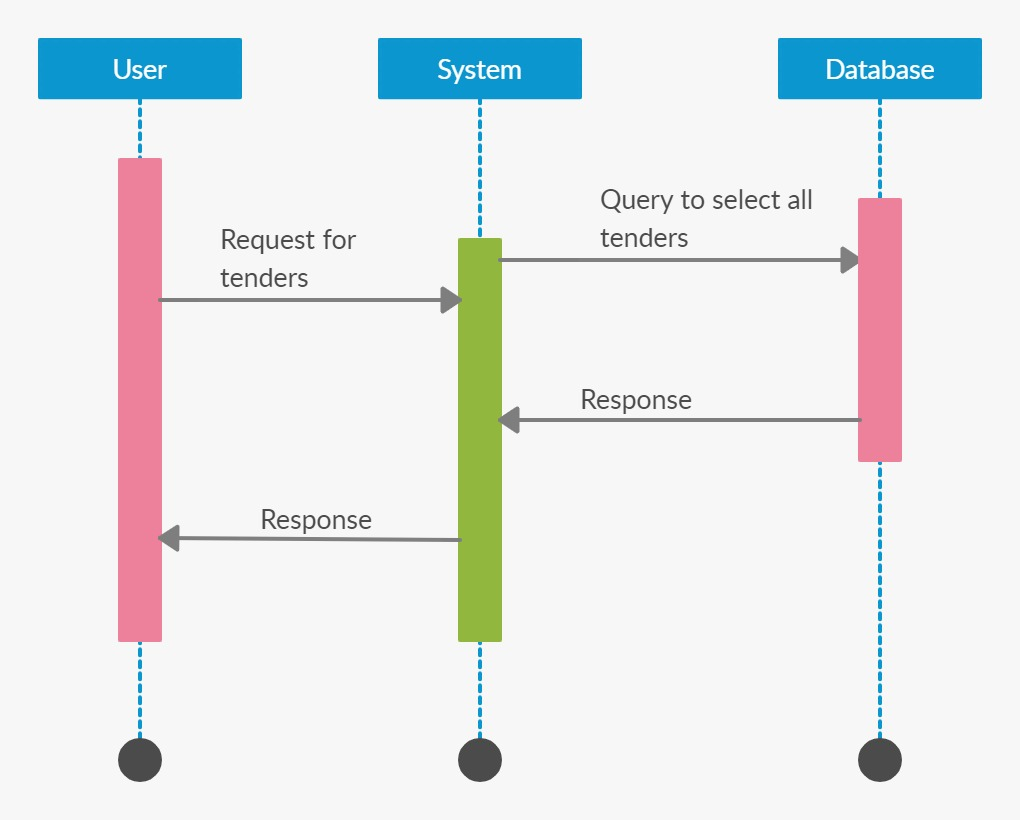 User
System
Database
Query to select all
tenders
Request for
tenders
Response
Response